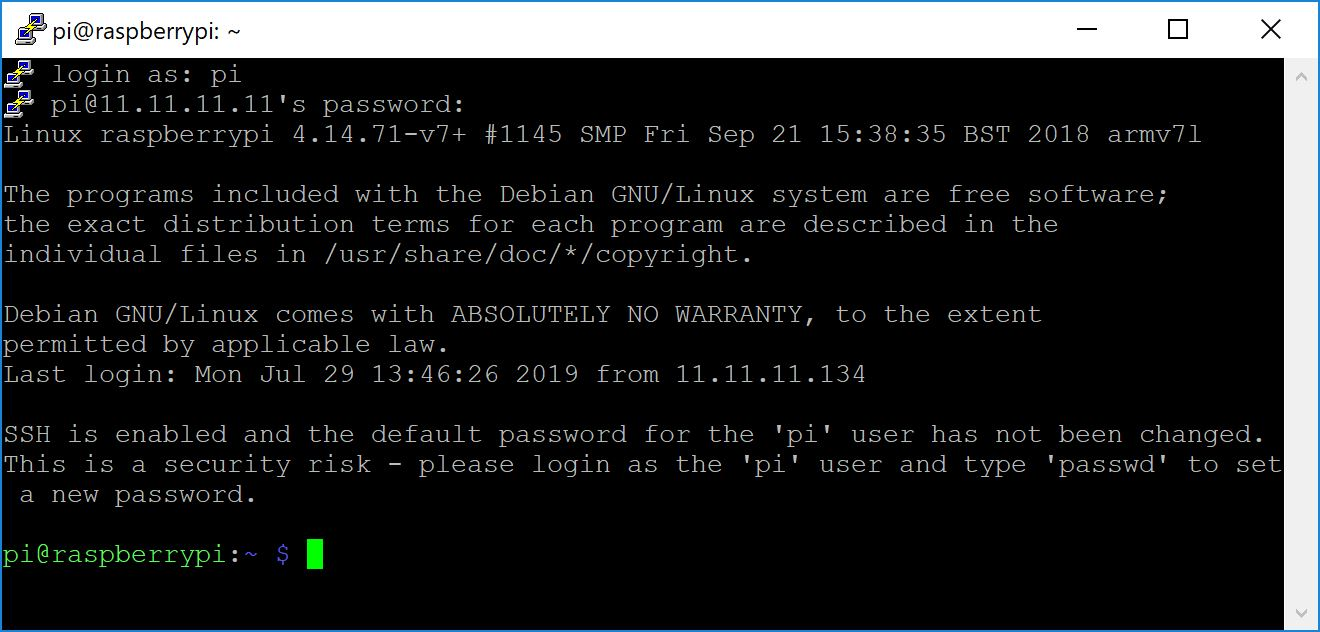 pi@raspberrypi: ~
login as: pi
pi@11.11.11.11's password:
Linux raspberrypi 4.14.71-v7+ #1145 SMP Fri Sep 21 15:38:35 BST 2018 armv7l
The programs included with the Debian GNU/Linux system are free software;
the exact distribution terms for each program are described in the
individual files in /usr/share/doc/*/copyright.
Debian GNU/Linux comes with ABSOLUTELY NO WARRANTY, to the extent
permitted by applicable law.
Last login: Mon Jul 29 13:46:26 2019 from 11.11.11.134
SSH is enabled and the default password for the 'pi' user has not been changed.
This is a security risk - please login as the 'pi' user and type 'passwd' to set
a new password.
pi@raspberrypi:~ $